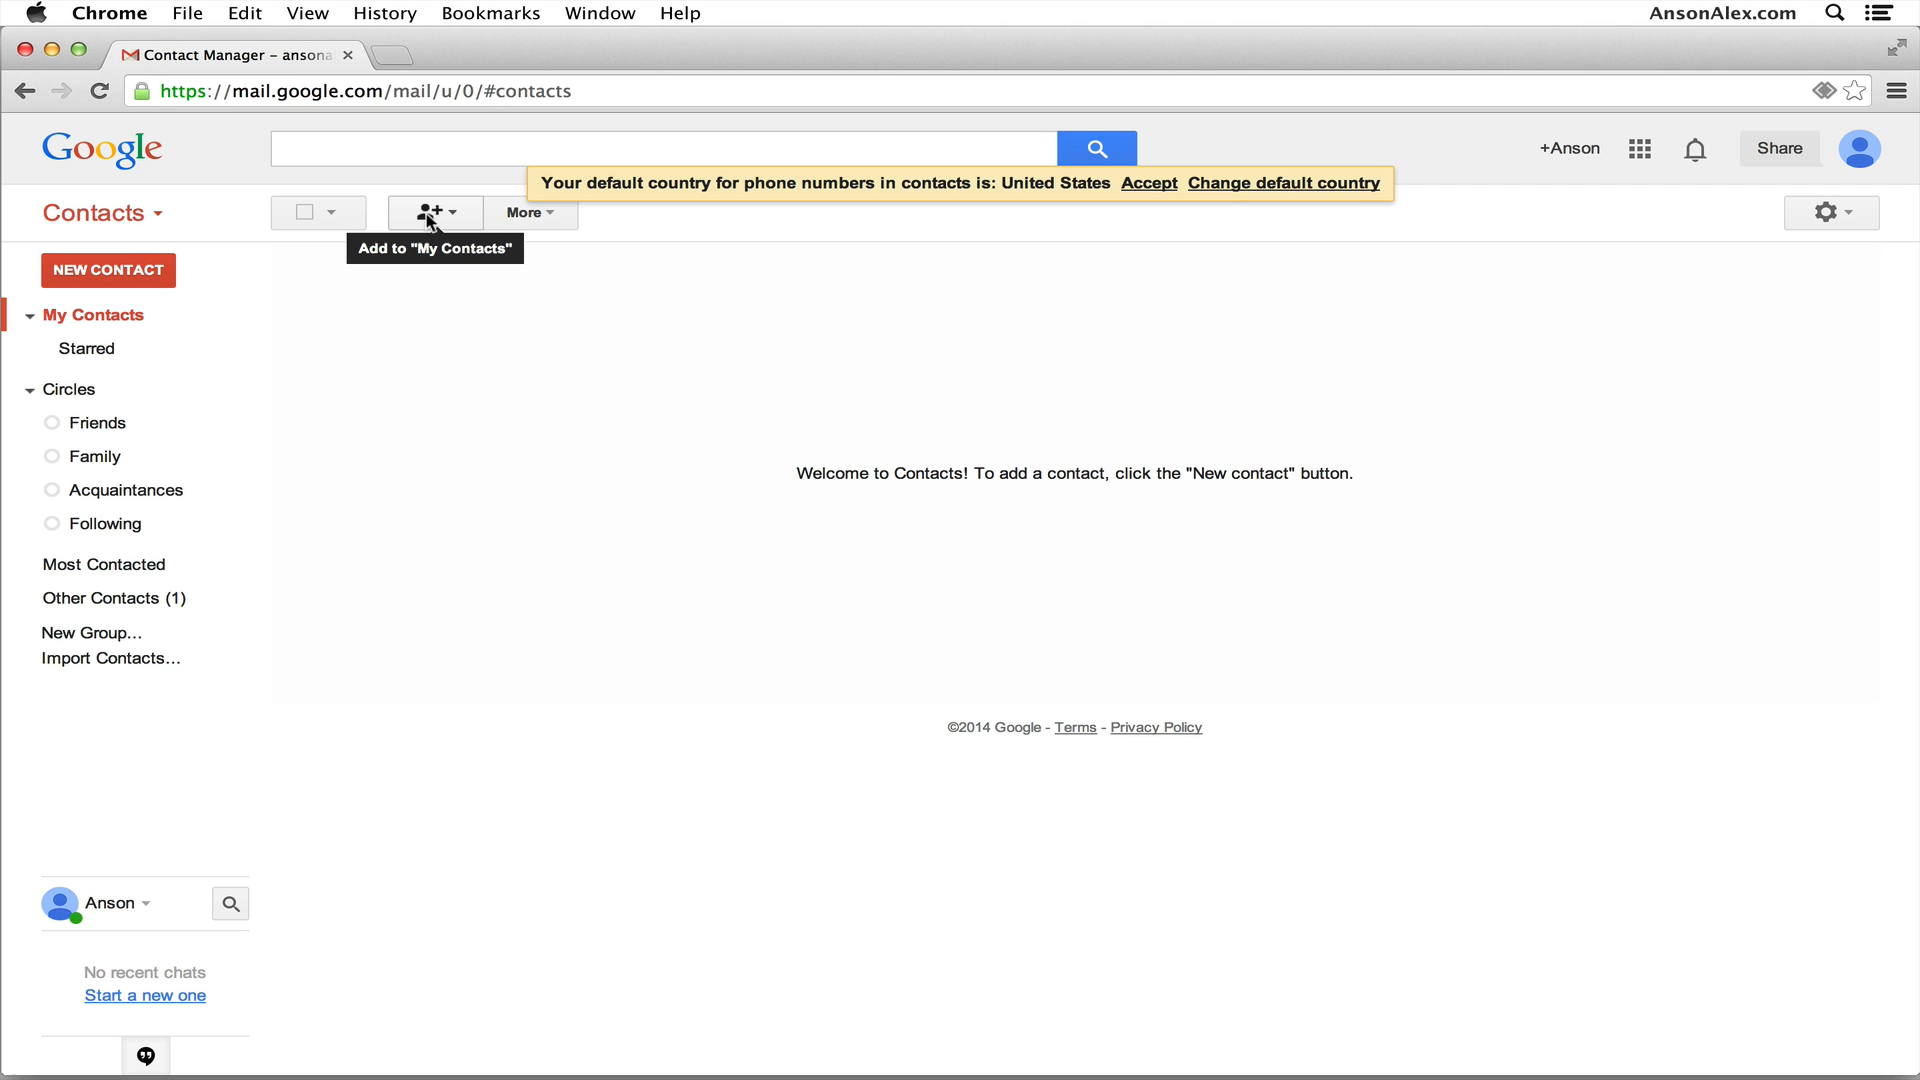 Chrome File Edit View History Bookmarks Window Help AnsonAlex.com
Contact Manager – ansona
https://mail.google.com/mail/u/0/#contacts
Google
+Anson
Share
Your default country for phone numbers in contacts is: United States Accept Change default country
Contacts
More
Add to "My Contacts"
NEW CONTACT
My Contacts
Starred
Circles
Friends
Family
Acquaintances
Following
Most Contacted
Other Contacts (1)
New Group...
Import Contacts...
Welcome to Contacts! To add a contact, click the "New contact" button.
©2014 Google - Terms - Privacy Policy
Anson
No recent chats
Start a new one